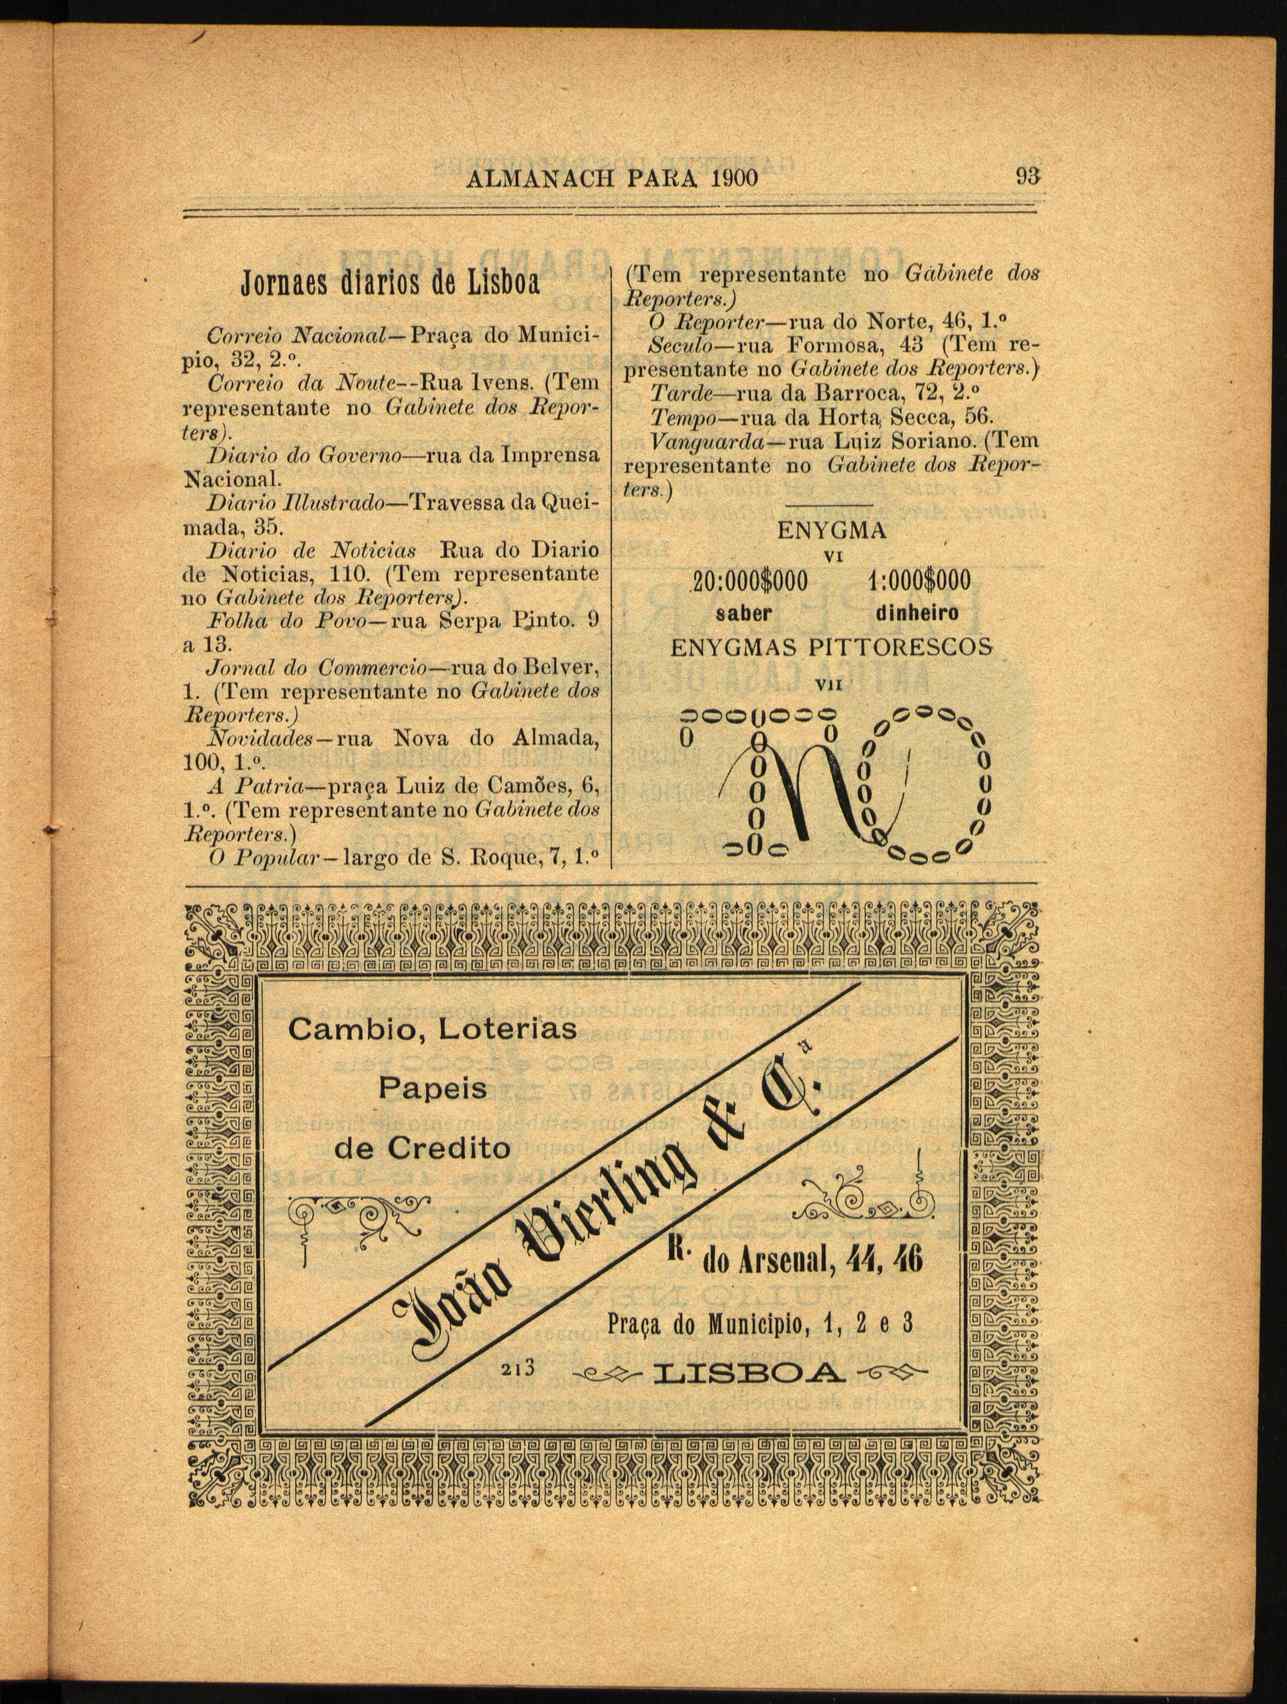 ALMANACH PARA 1900 93
Jornaes diarios de Lisboa
Correio Nacional—Praça do Munici-
pio, 32, 2.º.
Correio da Noute--Rua Ivens. (Tem
representante no Gabinete dos Repor-
ters).
Diario do Governo—rua da Imprensa
Nacional.
Diario Illustrado—Travessa da Quei-
mada, 35.
Diario de Noticias Rua do Diario
de Noticias, 110. (Tem representante
no Gabinete dos Reporters).
Folha do Povo—rua Serpa Pinto. 9
a 13.
Jornal do Commercio—rua do Belver,
1. (Tem representante no Gabinete dos
Reporters.)
Novidades—rua Nova do Almada,
100, 1.º.
A Patria—praça Luiz de Camões, 6,
1.º. (Tem representante no Gabinete dos
Reporters.)
O Popular—largo de S. Roque, 7, 1.º
(Tem representante no Gabinete dos
Reporters.)
O Reporter—rua do Norte, 46, 1.º
Seculo—rua Formosa, 43 (Tem re-
presentante no Gabinete dos Reporters.)
Tarde—rua da Barroca, 72, 2.º
Tempo—rua da Horta Secca, 56.
Vanguarda—rua Luiz Soriano. (Tem
representante no Gabinete dos Repor-
ters.)
ENYGMA
VI
20:000$000 1:000$000
saber dinheiro
ENYGMAS PITTORESCOS
VII
T n O
Cambio, Loterias
Papeis
de Credito
João Vierling & C.ª
R. do Arsenal, 44, 46
Praça do Municipio, 1, 2 e 3
213 LISBOA